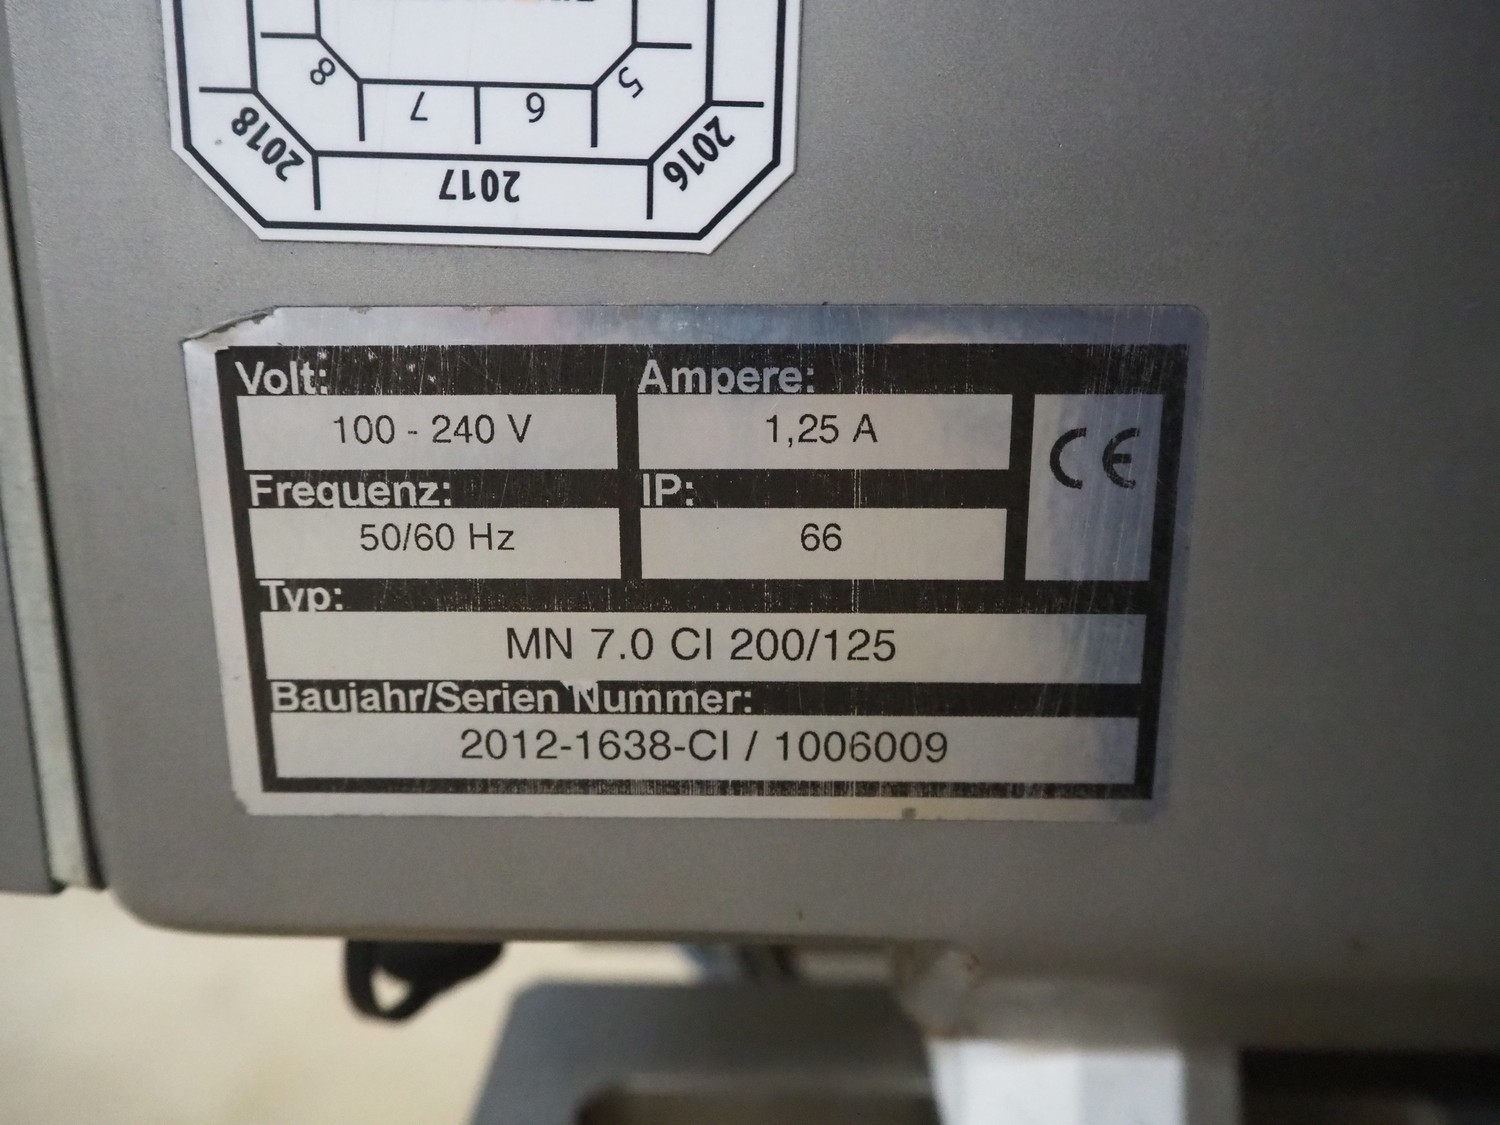 8
7
6
5
2018
2017
2016
Volt:
Ampere:
100 - 240 V
1,25 A
CE
Frequenz:
IP:
50/60 Hz
66
Typ:
MN 7.0 CI 200/125
Baujahr/Serien Nummer:
2012-1638-CI / 1006009